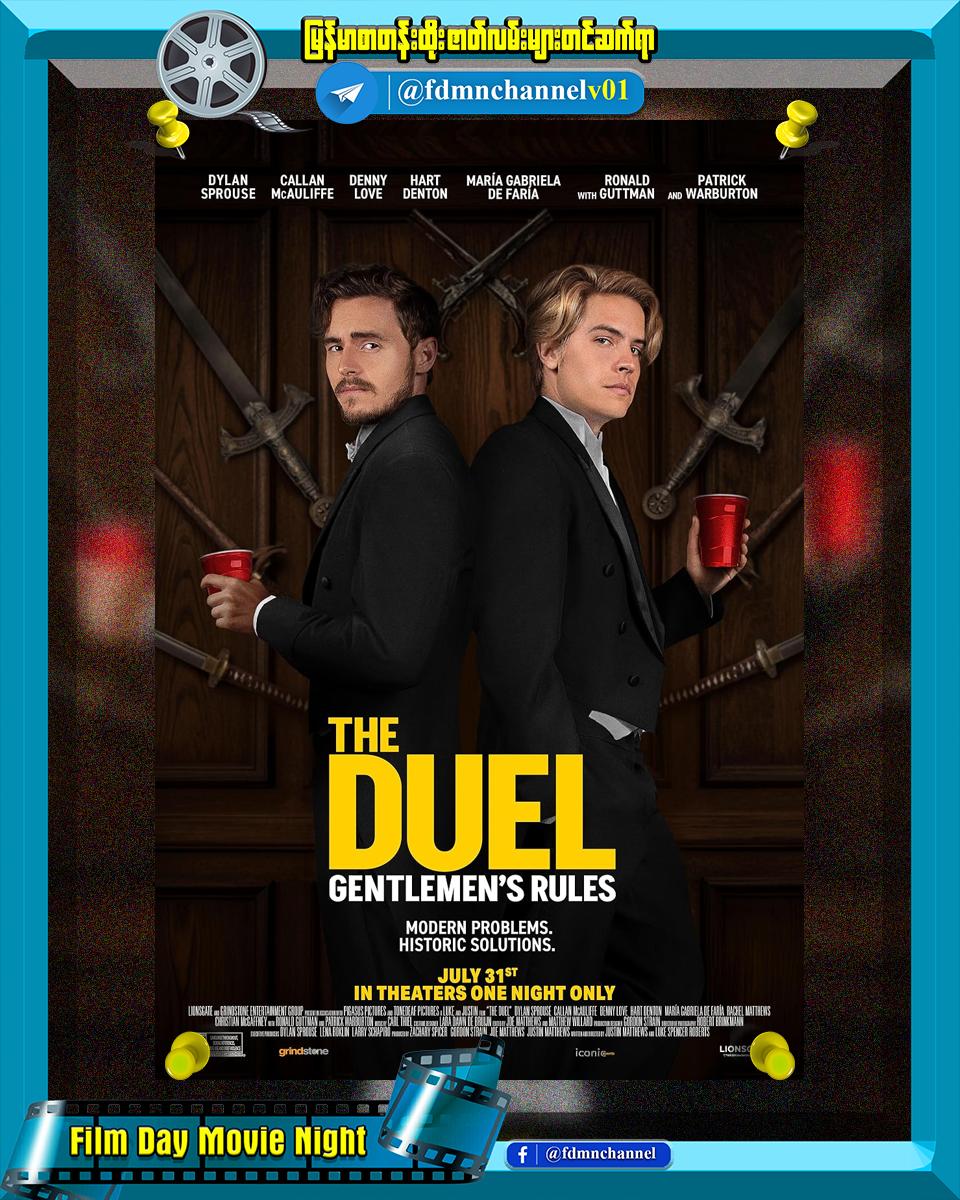 မြန်မာစာတန်းထိုးဇာတ်လမ်းများတင်ဆက်ရာ
@fdmnchannelv01
DYLAN SPROUSE
CALLAN McAULIFFE
DENNY LOVE
HART DENTON
MARÍA GABRIELA DE FARÍA
WITH RONALD GUTTMAN
AND PATRICK WARBURTON
THE
DUEL
GENTLEMEN'S RULES
MODERN PROBLEMS.
HISTORIC SOLUTIONS.
JULY 31ST
IN THEATERS ONE NIGHT ONLY
grindstone
iconic
Film Day Movie Night
@fdmnchannel